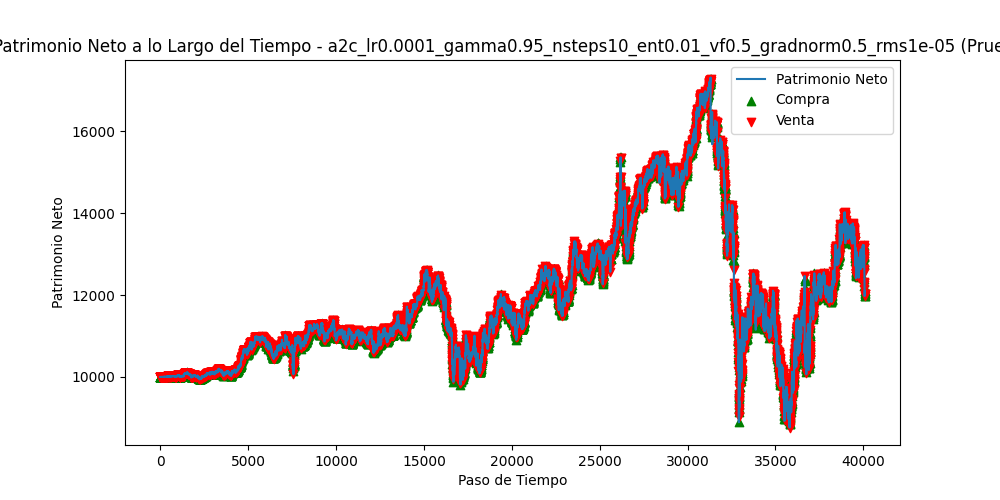 Patrimonio Neto a lo Largo del Tiempo - a2c_lr0.0001_gamma0.95_nsteps10_ent0.01_vf0.5_gradnorm0.5_rms1e-05 (Prue
Patrimonio Neto
Compra
Venta
16000
14000
12000
10000
Patrimonio Neto
0 5000 10000 15000 20000 25000 30000 35000 40000
Paso de Tiempo